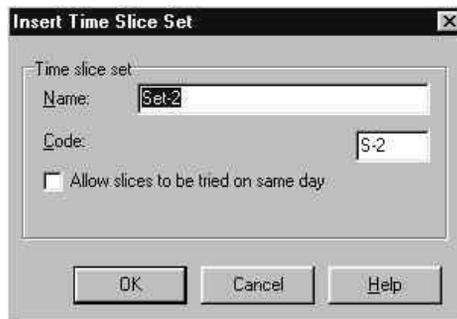 Insert Time Slice Set
Time slice set
Name: Set-2
Code: S-2
Allow slices to be tried on same day
OK Cancel Help